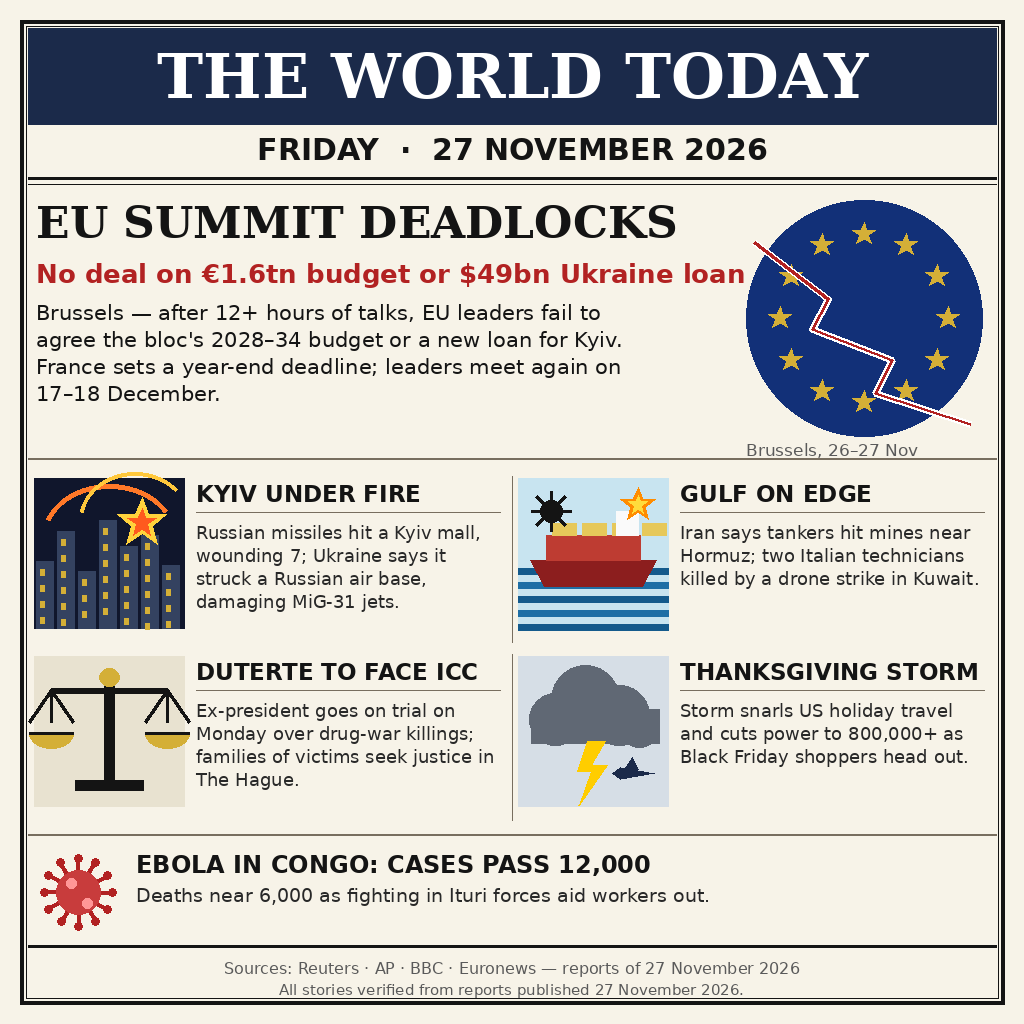 THE WORLD TODAY
FRIDAY · 27 NOVEMBER 2026
EU SUMMIT DEADLOCKS
No deal on €1.6tn budget or $49bn Ukraine loan
Brussels — after 12+ hours of talks, EU leaders fail to
agree the bloc's 2028–34 budget or a new loan for Kyiv.
France sets a year-end deadline; leaders meet again on
17–18 December.
Brussels, 26–27 Nov
KYIV UNDER FIRE
Russian missiles hit a Kyiv mall,
wounding 7; Ukraine says it
struck a Russian air base,
damaging MiG-31 jets.
GULF ON EDGE
Iran says tankers hit mines near
Hormuz; two Italian technicians
killed by a drone strike in Kuwait.
DUTERTE TO FACE ICC
Ex-president goes on trial on
Monday over drug-war killings;
families of victims seek justice in
The Hague.
THANKSGIVING STORM
Storm snarls US holiday travel
and cuts power to 800,000+ as
Black Friday shoppers head out.
EBOLA IN CONGO: CASES PASS 12,000
Deaths near 6,000 as fighting in Ituri forces aid workers out.
Sources: Reuters · AP · BBC · Euronews — reports of 27 November 2026
All stories verified from reports published 27 November 2026.